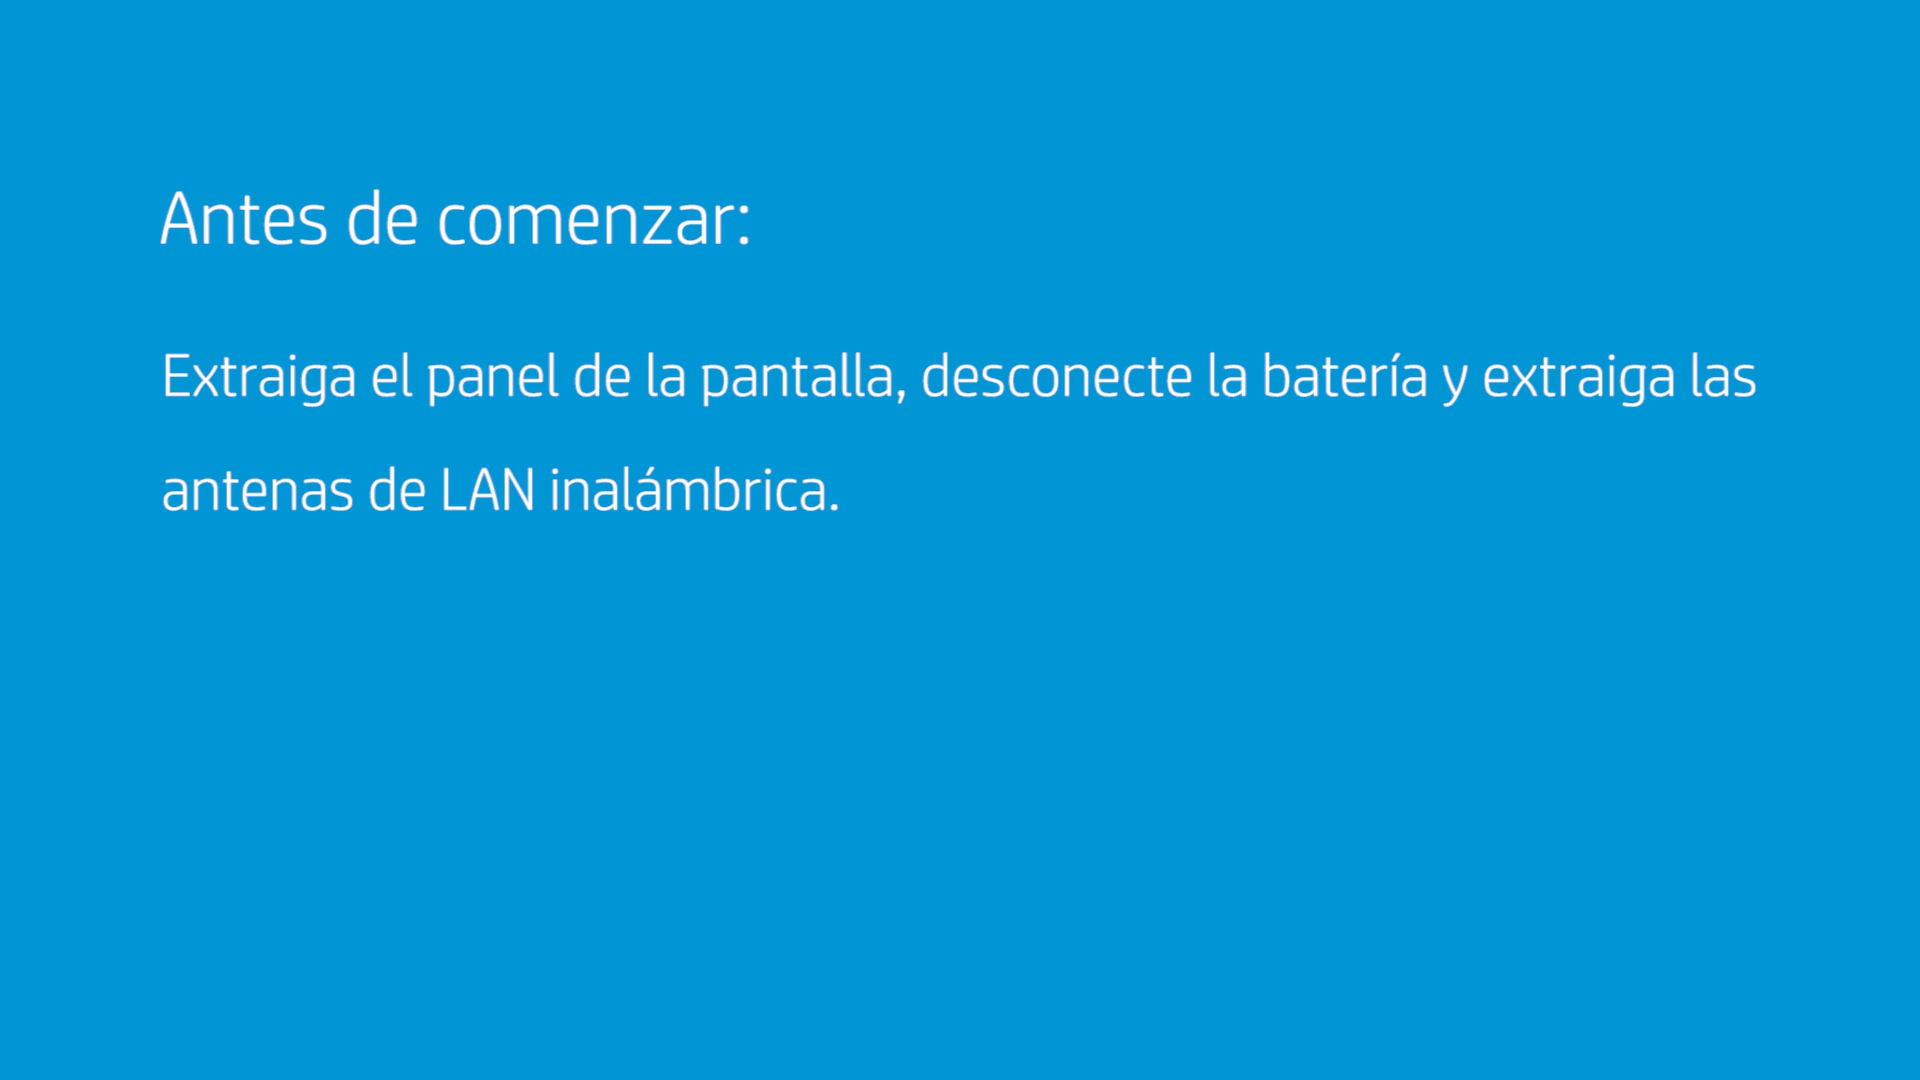 Antes de comenzar:
Extraiga el panel de la pantalla, desconecte la batería y extraiga las
antenas de LAN inalámbrica.